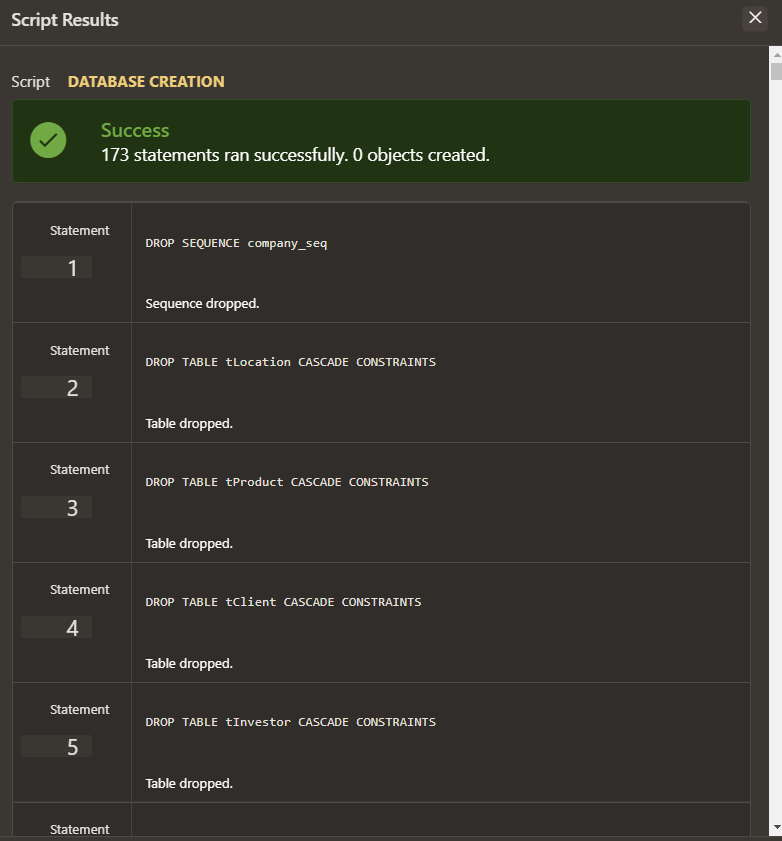 Script Results
Script DATABASE CREATION
Success
173 statements ran successfully. 0 objects created.
Statement
1
DROP SEQUENCE company_seq
Sequence dropped.
Statement
2
DROP TABLE tLocation CASCADE CONSTRAINTS
Table dropped.
Statement
3
DROP TABLE tProduct CASCADE CONSTRAINTS
Table dropped.
Statement
4
DROP TABLE tClient CASCADE CONSTRAINTS
Table dropped.
Statement
5
DROP TABLE tInvestor CASCADE CONSTRAINTS
Table dropped.
Statement